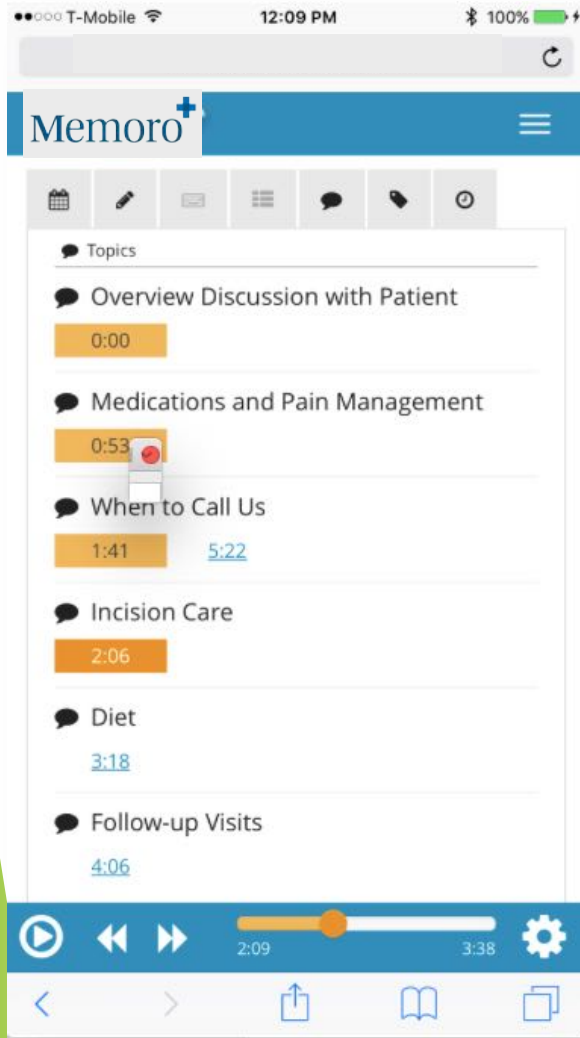 T-Mobile 12:09 PM 100%
Memoro
Topics
Overview Discussion with Patient
0:00
Medications and Pain Management
0:53
When to Call Us
1:41 5:22
Incision Care
2:06
Diet
3:18
Follow-up Visits
4:06
2:09 3:38